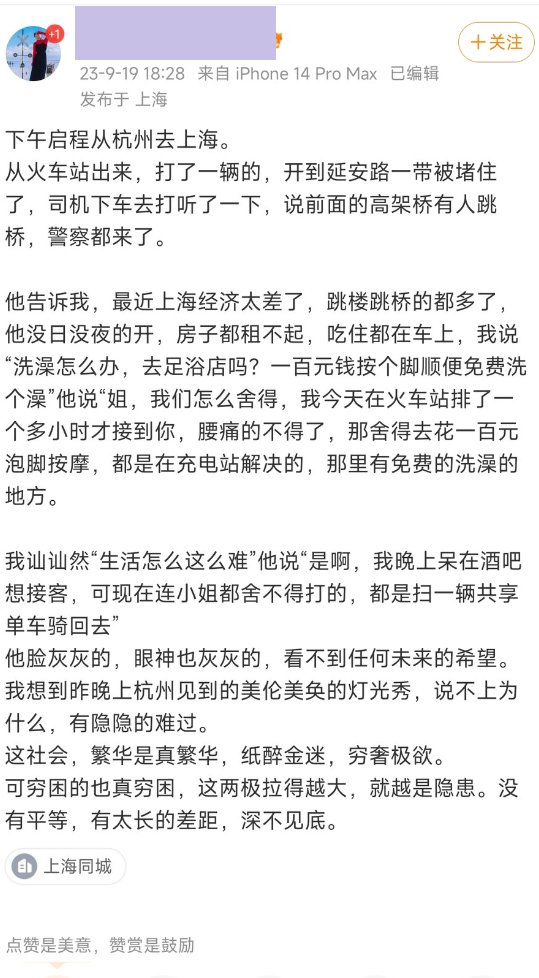 +1
+关注
23-9-19 18:28 来自 iPhone 14 Pro Max 已编辑
发布于 上海
下午启程从杭州去上海。
从火车站出来，打了一辆的，开到延安路一带被堵住
了，司机下车去打听了一下，说前面的高架桥有人跳
桥，警察都来了。
他告诉我，最近上海经济太差了，跳楼跳桥的都多了，
他没日没夜的开，房子都租不起，吃住都在车上，我说
“洗澡怎么办，去足浴店吗？一百元钱按个脚顺便免费洗
个澡”他说“姐，我们怎么舍得，我今天在火车站排了一
个多小时才接到你，腰痛的不得了，那舍得去花一百元
泡脚按摩，都是在充电站解决的，那里有免费的洗澡的
地方。
我讪讪然“生活怎么这么难”他说“是啊，我晚上呆在酒吧
想接客，可现在连小姐都舍不得打的，都是扫一辆共享
单车骑回去”
他脸灰灰的，眼神也灰灰的，看不到任何未来的希望。
我想到昨晚上杭州见到的美伦美奂的灯光秀，说不上为
什么，有隐隐的难过。
这社会，繁华是真繁华，纸醉金迷，穷奢极欲。
可穷困的也真穷困，这两极拉得越大，就越是隐患。没
有平等，有太长的差距，深不见底。
上海同城
点赞是美意，赞赏是鼓励